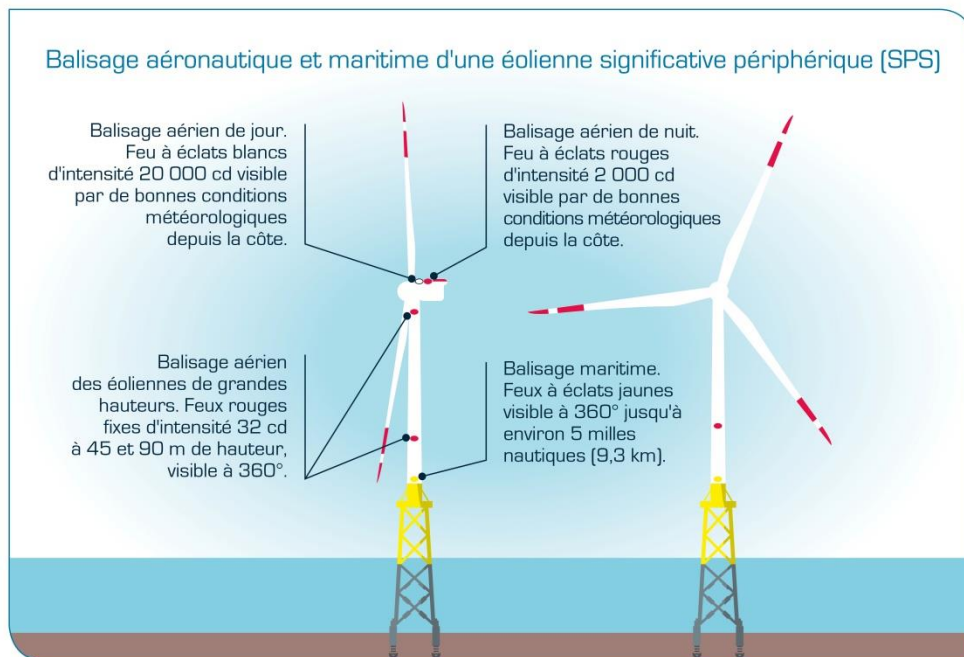 Balisage aéronautique et maritime d'une éolienne significative périphérique (SPS)
Balisage aérien de jour.
Feu à éclats blancs
d'intensité 20 000 cd visible
par de bonnes conditions
météorologiques
depuis la côte.
Balisage aérien de nuit.
Feu à éclats rouges
d'intensité 2 000 cd
visible par de bonnes
conditions météorologiques
depuis la côte.
Balisage aérien
des éoliennes de grandes
hauteurs. Feux rouges
fixes d'intensité 32 cd
à 45 et 90 m de hauteur,
visible à 360°.
Balisage maritime.
Feux à éclats jaunes
visible à 360° jusqu'à
environ 5 milles
nautiques (9,3 km).